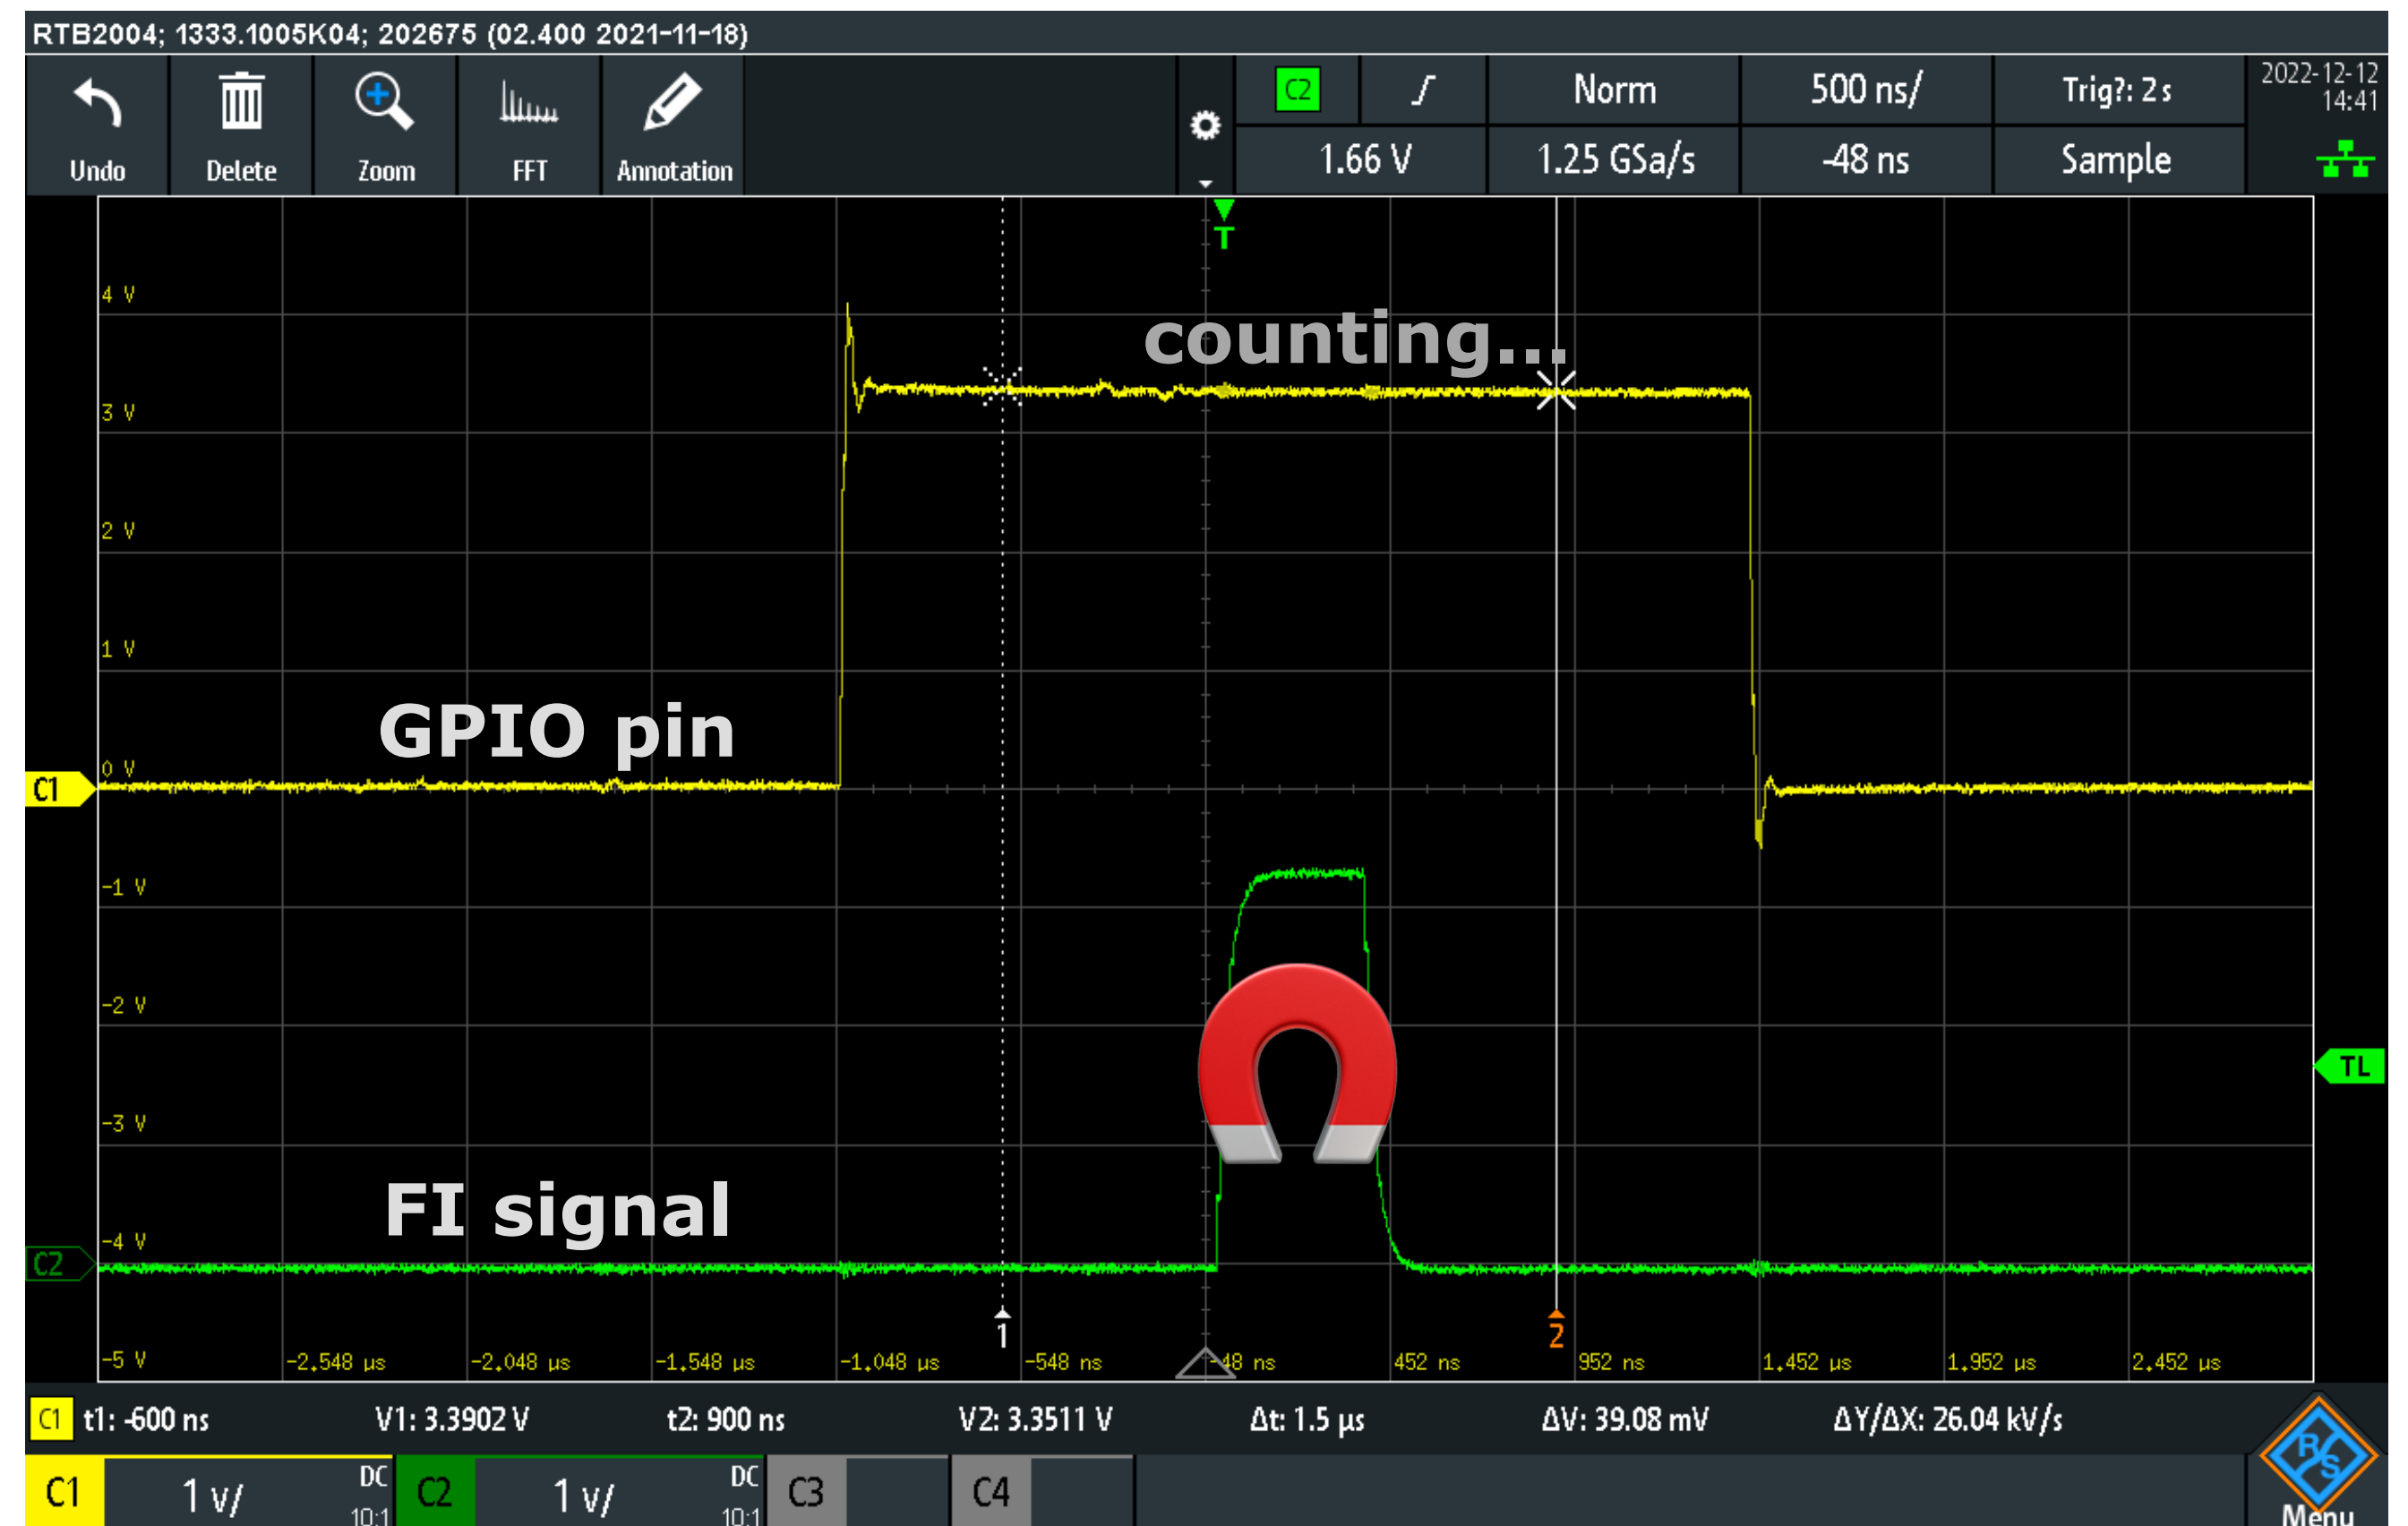 RTB2004; 1333.1005K04; 202675 (02.400 2021-11-18)
Undo Delete Zoom FFT Annotation
C2 Norm 500 ns/ Trig?: 2 s 2022-12-12
14:41
1.66 V 1.25 GSa/s -48 ns Sample
T
4 V
counting...
3 V
2 V
1 V
GPIO pin
0 V
C1
-1 V
-2 V
TL
-3 V
FI signal
-4 V
C2
1 2
-5 V -2.548 µs -2.048 µs -1.548 µs -1.048 µs -548 ns -48 ns 452 ns 952 ns 1.452 µs 1.952 µs 2.452 µs
C1 t1: -600 ns V1: 3.3902 V t2: 900 ns V2: 3.3511 V Δt: 1.5 µs ΔV: 39.08 mV ΔY/ΔX: 26.04 kV/s
C1 1 V/ DC 10:1 C2 1 V/ DC 10:1 C3 C4
R S
Menu